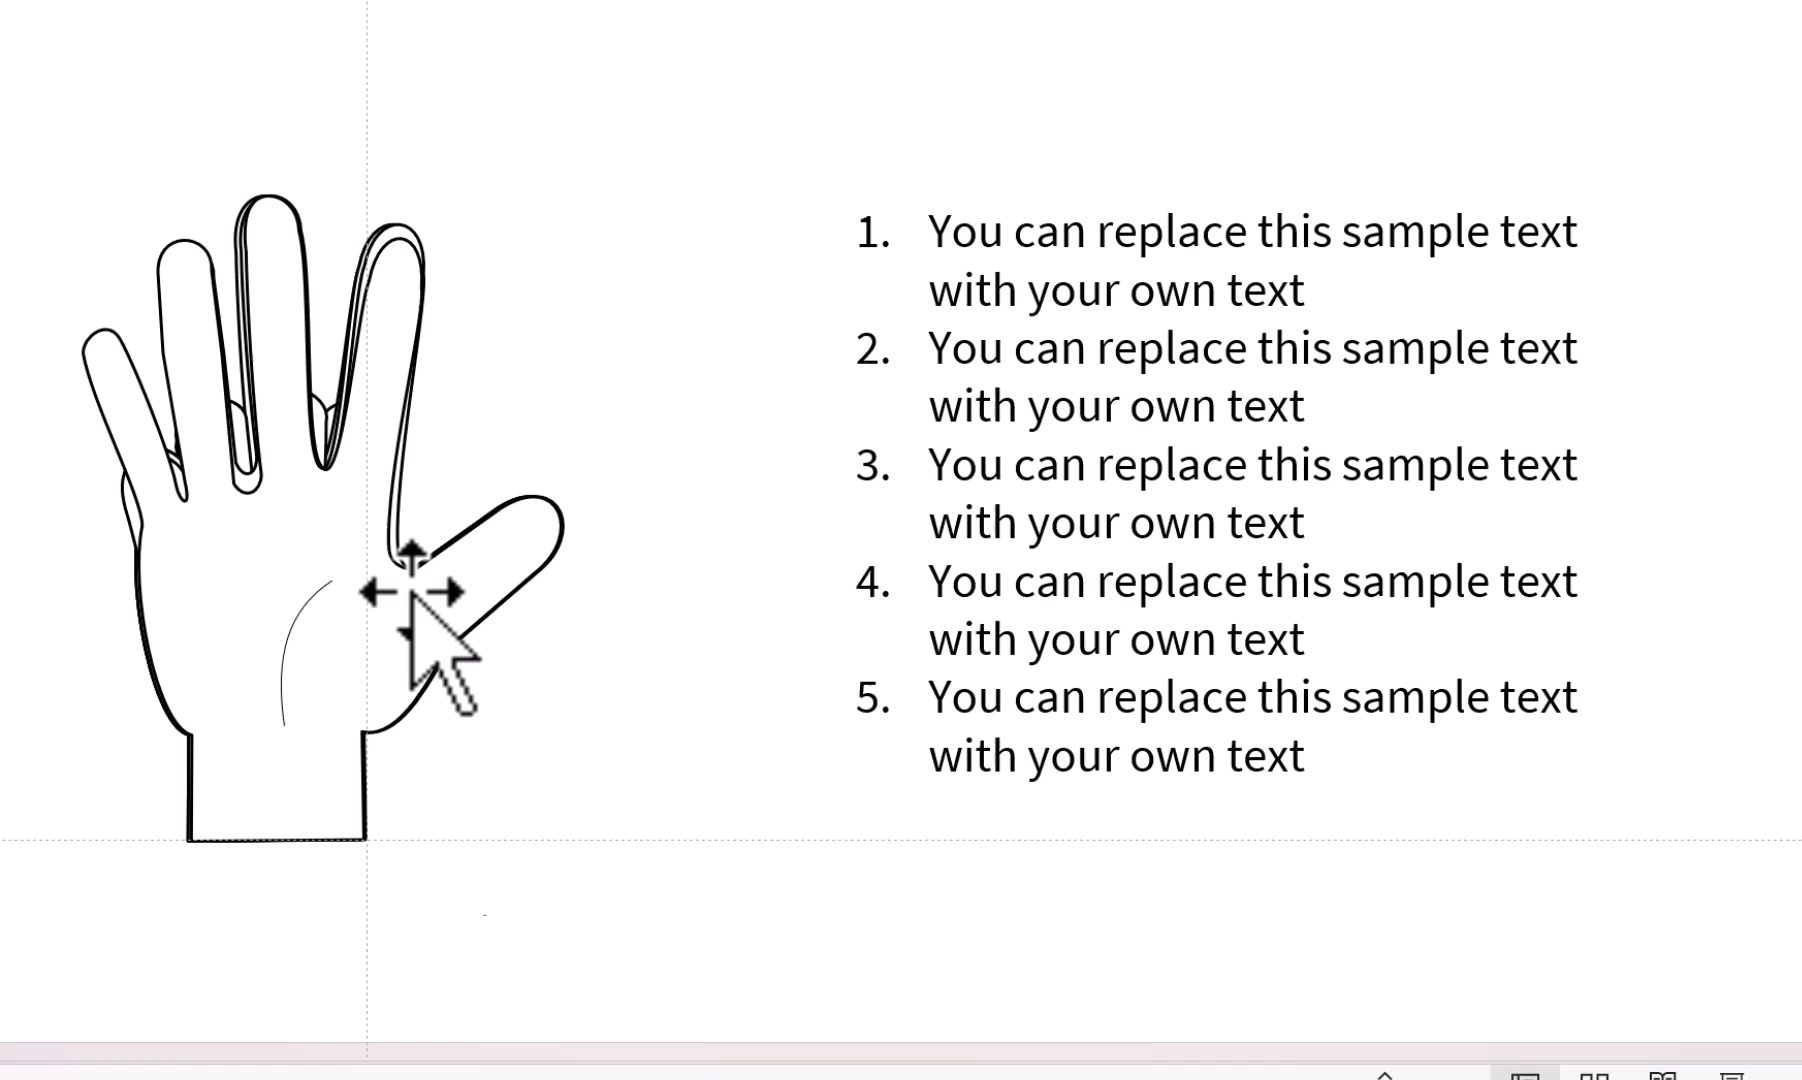 1. You can replace this sample text
with your own text
2. You can replace this sample text
with your own text
3. You can replace this sample text
with your own text
4. You can replace this sample text
with your own text
5. You can replace this sample text
with your own text